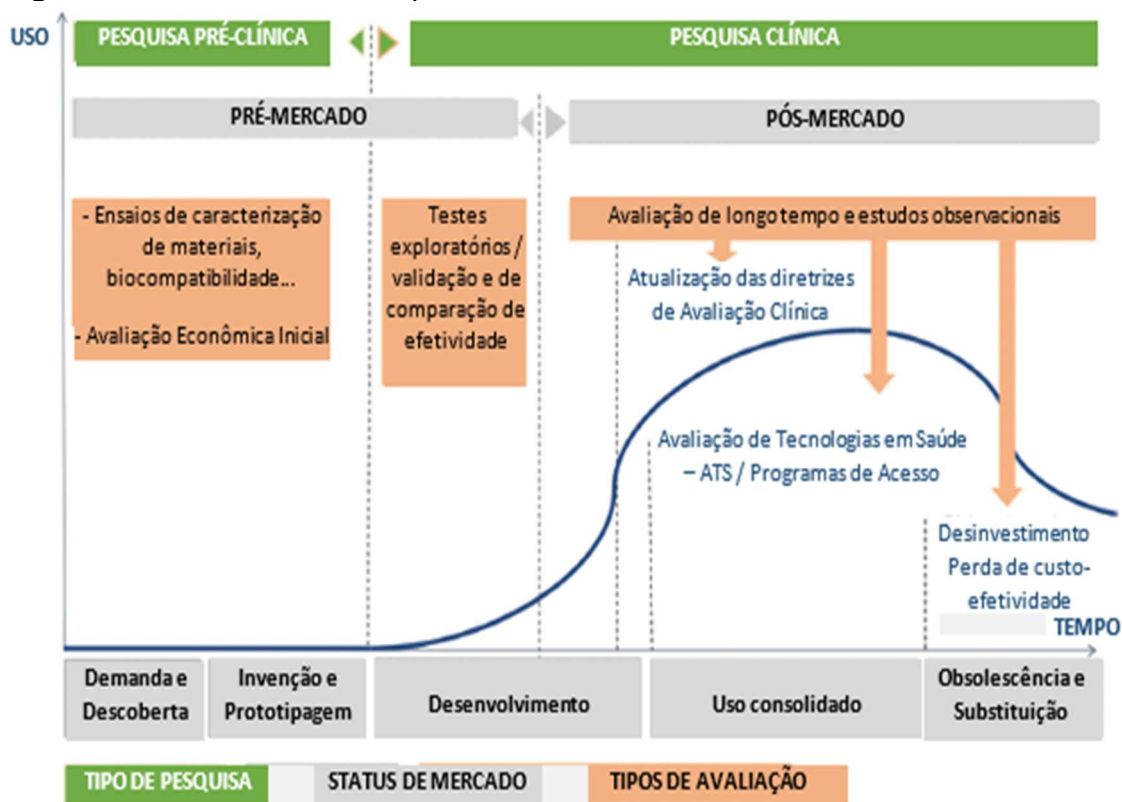 USO
PESQUISA PRÉ-CLÍNICA
PESQUISA CLÍNICA
PRÉ-MERCADO
PÓS-MERCADO
- Ensaios de caracterização
de materiais,
biocompatibilidade...
- Avaliação Econômica Inicial
Testes
exploratórios /
validação e de
comparação de
efetividade
Avaliação de longo tempo e estudos observacionais
Atualização das diretrizes
de Avaliação Clínica
Avaliação de Tecnologias em Saúde
– ATS / Programas de Acesso
Desinvestimento
Perda de custo-
efetividade
TEMPO
Demanda e
Descoberta
Invenção e
Prototipagem
Desenvolvimento
Uso consolidado
Obsolescência e
Substituição
TIPO DE PESQUISA
STATUS DE MERCADO
TIPOS DE AVALIAÇÃO